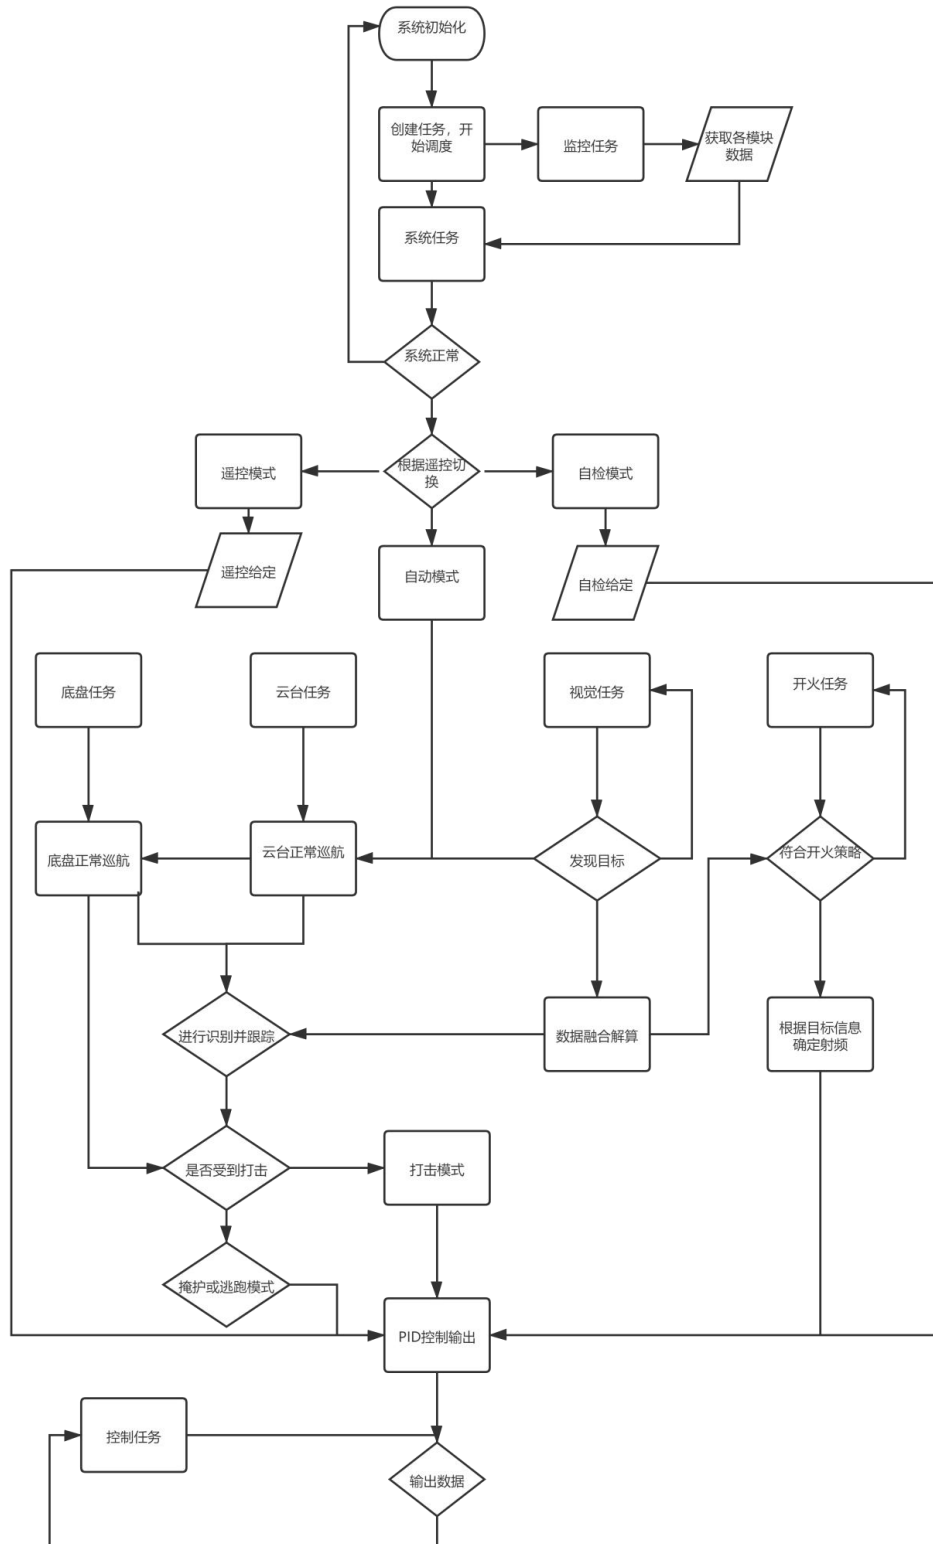 系统初始化
创建任务，开
始调度
监控任务
获取各模块
数据
系统任务
系统正常
遥控模式
根据遥控切
换
自检模式
遥控给定
自动模式
自检给定
底盘任务
云台任务
视觉任务
开火任务
底盘正常巡航
云台正常巡航
发现目标
符合开火策略
进行识别并跟踪
数据融合解算
根据目标信息
确定射频
是否受到打击
打击模式
掩护或逃跑模式
PID控制输出
控制任务
输出数据